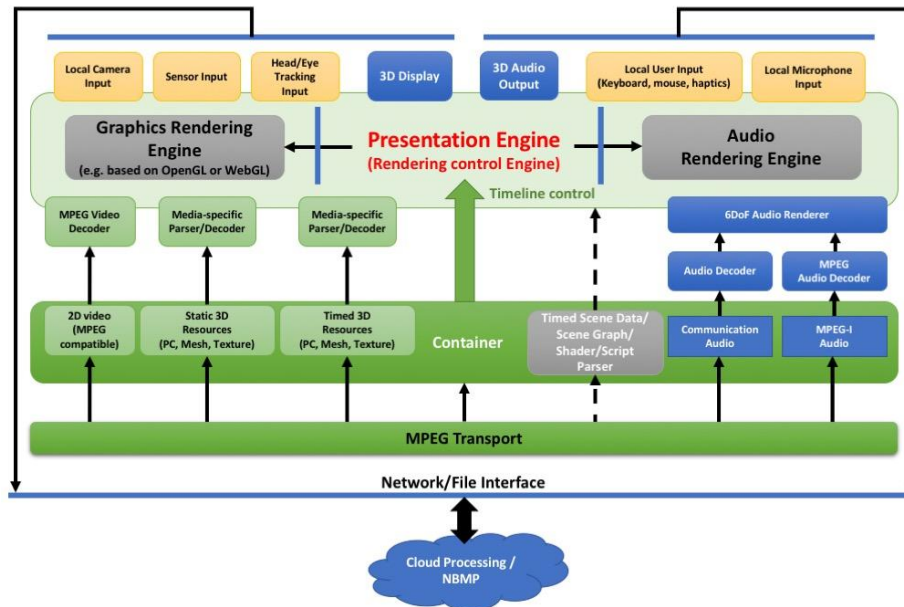 Local Camera
Input
Sensor Input
Head/Eye
Tracking
Input
3D Display
3D Audio
Output
Local User Input
(Keyboard, mouse, haptics)
Local Microphone
Input
Graphics Rendering
Engine
(e.g. based on OpenGL or WebGL)
Presentation Engine
(Rendering control Engine)
Audio
Rendering Engine
Timeline control
MPEG Video
Decoder
Media-specific
Parser/Decoder
Media-specific
Parser/Decoder
6DoF Audio Renderer
Audio Decoder
MPEG
Audio Decoder
2D video
(MPEG
compatible)
Static 3D
Resources
(PC, Mesh, Texture)
Timed 3D
Resources
(PC, Mesh, Texture)
Container
Timed Scene Data/
Scene Graph/
Shader/Script
Parser
Communication
Audio
MPEG-I
Audio
MPEG Transport
Network/File Interface
Cloud Processing /
NBMP